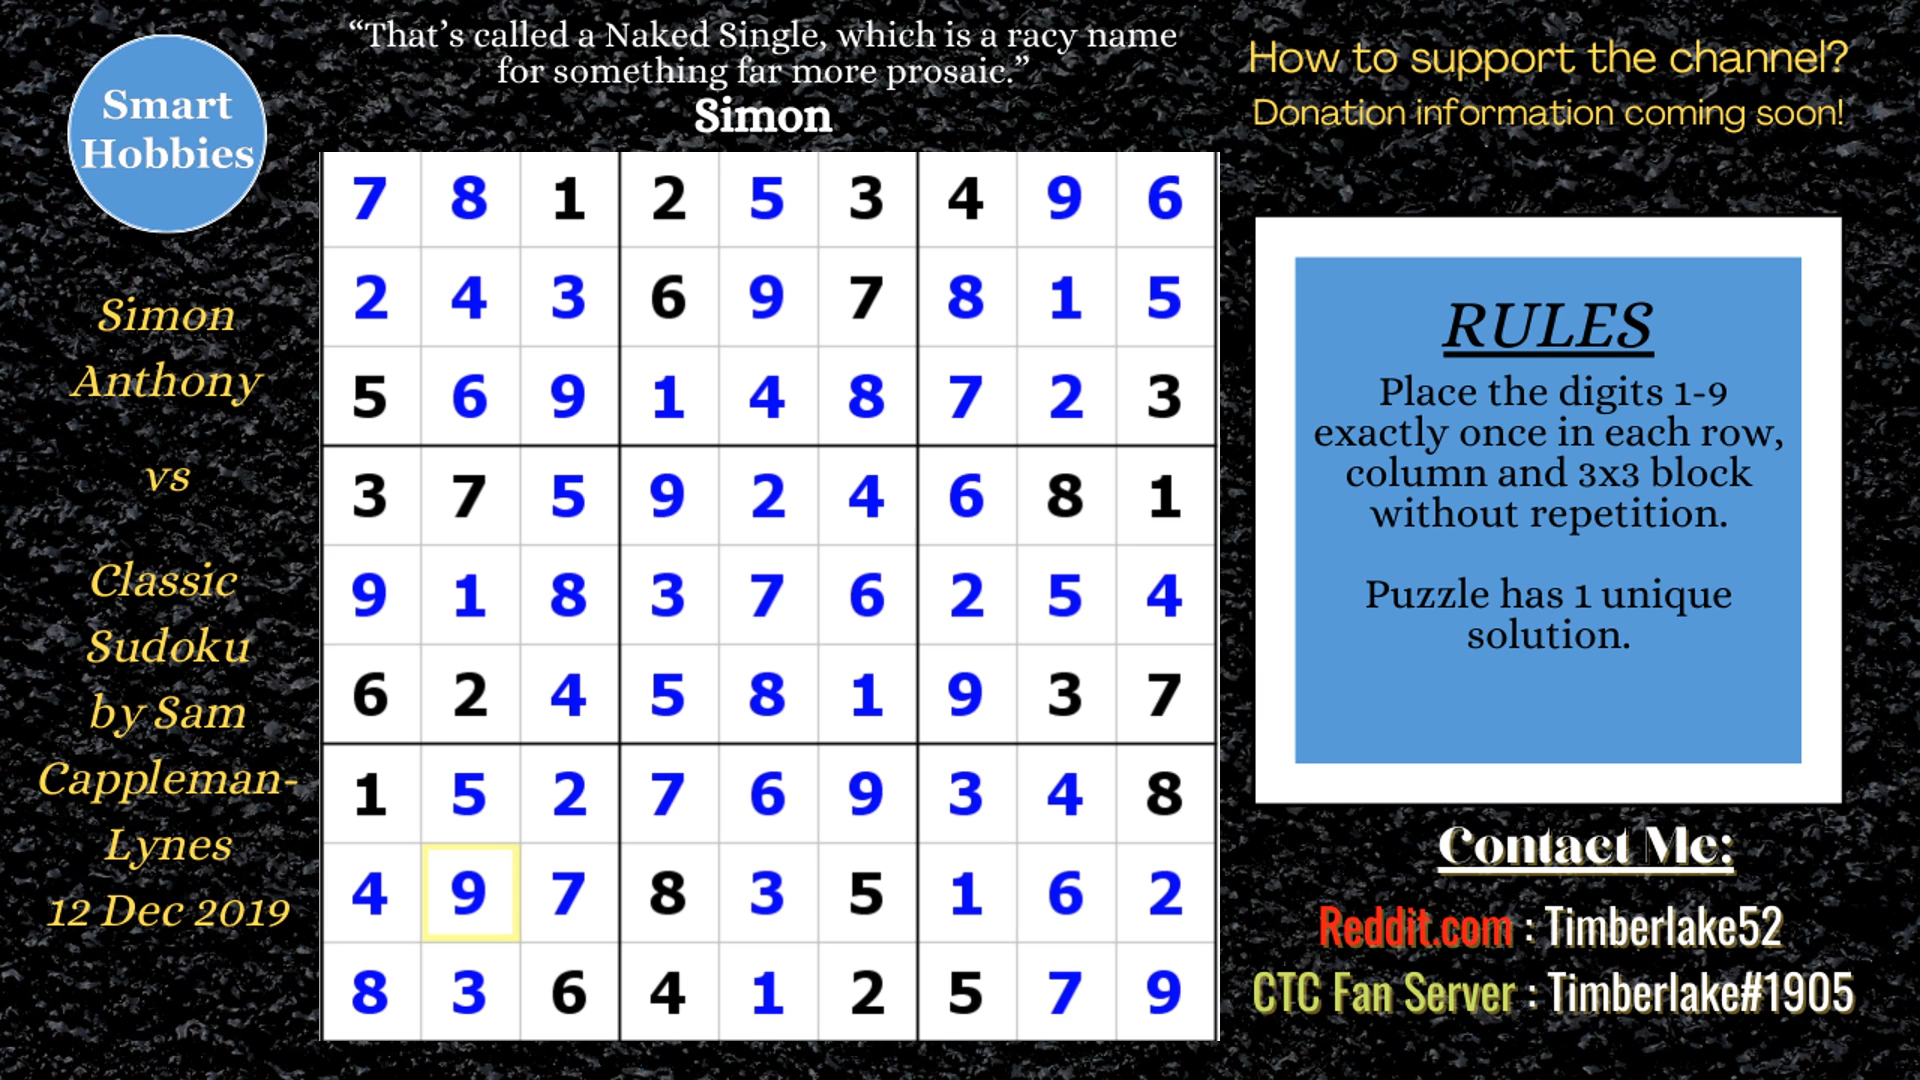 Smart
Hobbies
Simon
Anthony
vs
Classic
Sudoku
by Sam
Cappleman-
Lynes
12 Dec 2019
“That’s called a Naked Single, which is a racy name
for something far more prosaic.”
Simon
7 8 1 2 5 3 4 9 6
2 4 3 6 9 7 8 1 5
5 6 9 1 4 8 7 2 3
3 7 5 9 2 4 6 8 1
9 1 8 3 7 6 2 5 4
6 2 4 5 8 1 9 3 7
1 5 2 7 6 9 3 4 8
4 9 7 8 3 5 1 6 2
8 3 6 4 1 2 5 7 9
How to support the channel?
Donation information coming soon!
RULES
Place the digits 1-9
exactly once in each row,
column and 3x3 block
without repetition.
Puzzle has 1 unique
solution.
Contact Me:
Reddit.com : Timberlake52
CTC Fan Server : Timberlake#1905